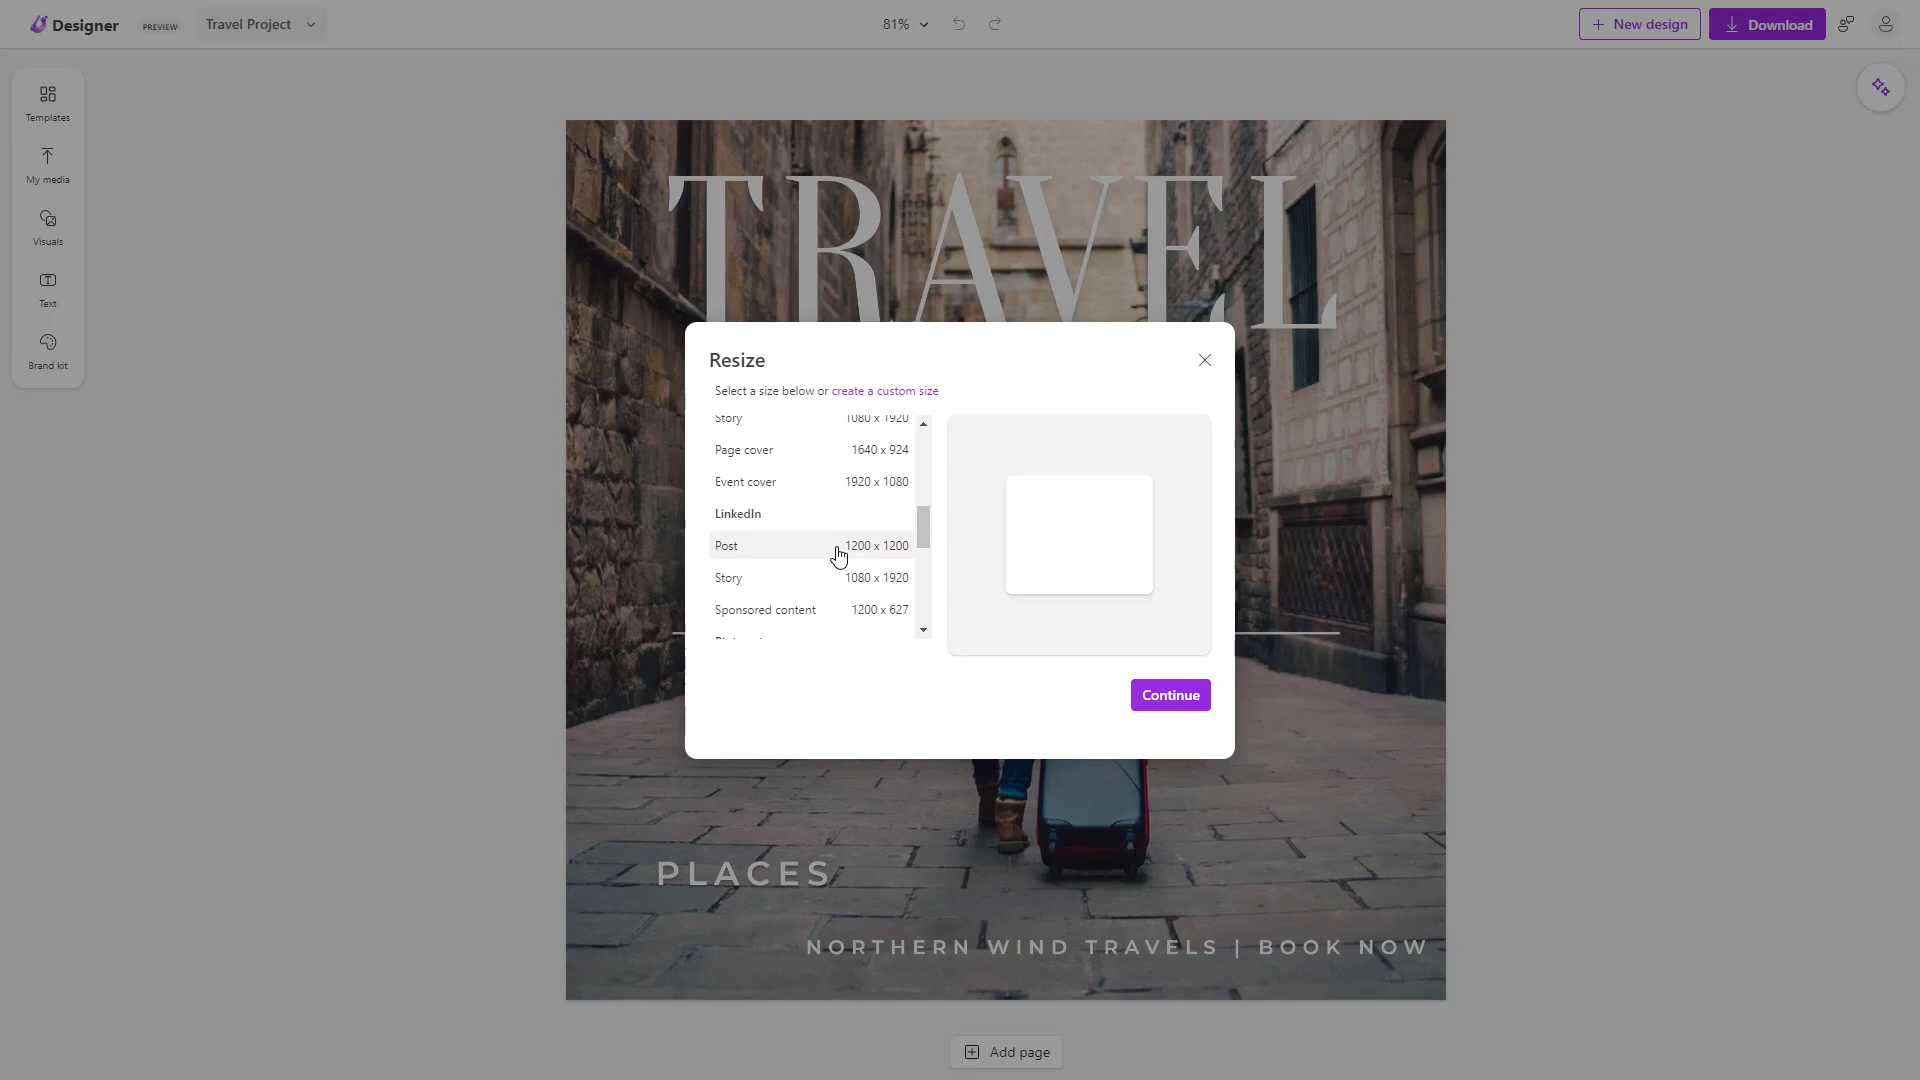 Designer PREVIEW Travel Project 81% New design Download
Templates
My media
Visuals
Text
Brand kit
TRAVEL
Resize
Select a size below or create a custom size
Story 1080 x 1920
Page cover 1640 x 924
Event cover 1920 x 1080
LinkedIn
Post 1200 x 1200
Story 1080 x 1920
Sponsored content 1200 x 627
Continue
PLACES
NORTHERN WIND TRAVELS | BOOK NOW
Add page